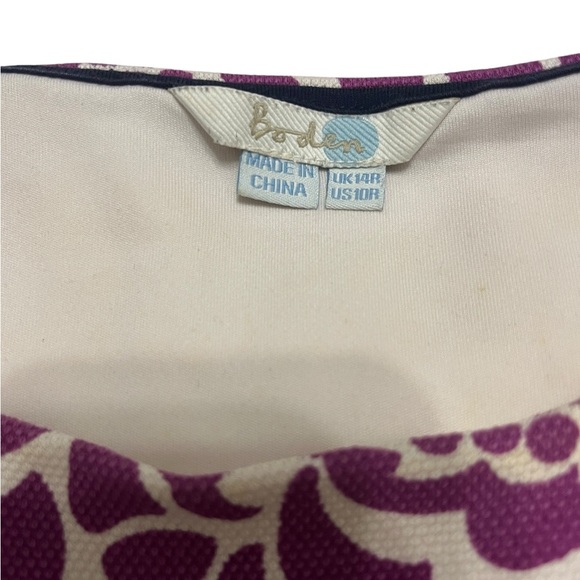 Boden
MADE IN
CHINA
UK14R
US10R